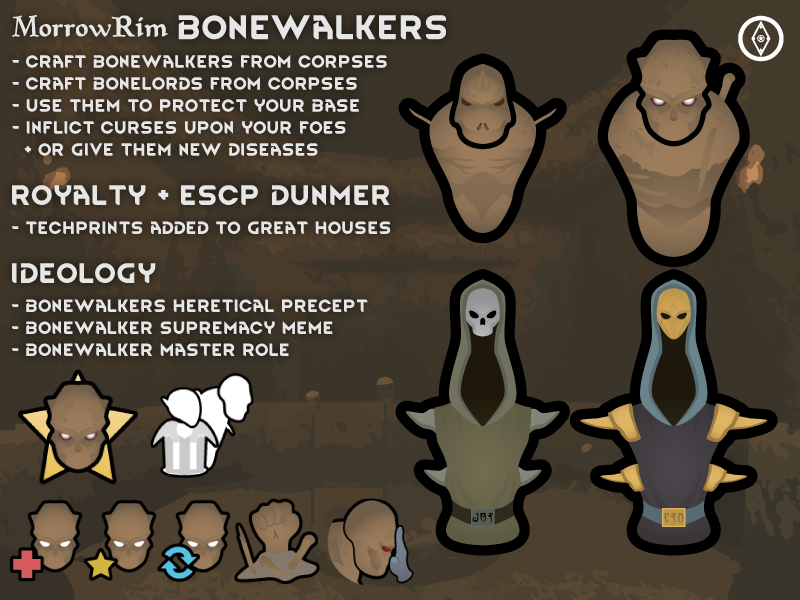 MorrowRim BONEWALKERS
- CRAFT BONEWALKERS FROM CORPSES
- CRAFT BONELORDS FROM CORPSES
- USE THEM TO PROTECT YOUR BASE
- INFLICT CURSES UPON YOUR FOES
+ OR GIVE THEM NEW DISEASES
ROYALTY + ESCP DUNMER
- TECHPRINTS ADDED TO GREAT HOUSES
IDEOLOGY
- BONEWALKERS HERETICAL PRECEPT
- BONEWALKER SUPREMACY MEME
- BONEWALKER MASTER ROLE